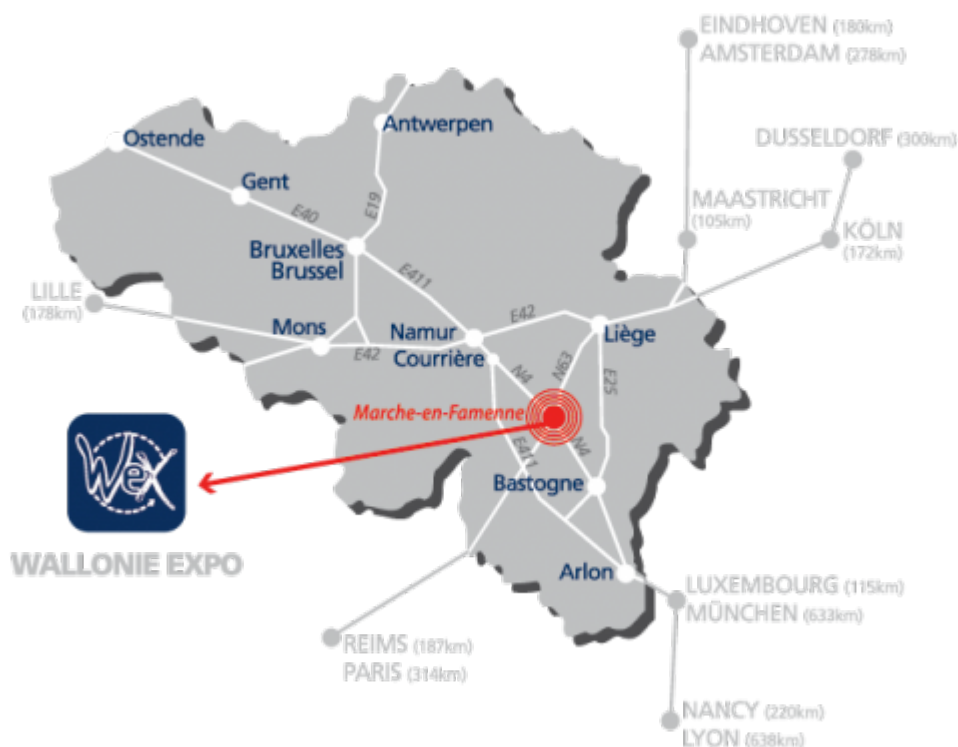 EINDHOVEN (180km)
AMSTERDAM (278km)
Antwerpen
Ostende
DUSSELDORF (300km)
Gent
MAASTRICHT
(105km)
E19
E40
KÖLN
(172km)
Bruxelles
Brussel
E411
LILLE
(178km)
E42
Mons
Namur
Liège
E42
Courrière
N4
N63
E25
Marche-en-Famenne
N4
E411
WEX
Bastogne
WALLONIE EXPO
Arlon
LUXEMBOURG (115km)
MÜNCHEN (633km)
REIMS (187km)
PARIS (314km)
NANCY (220km)
LYON (638km)